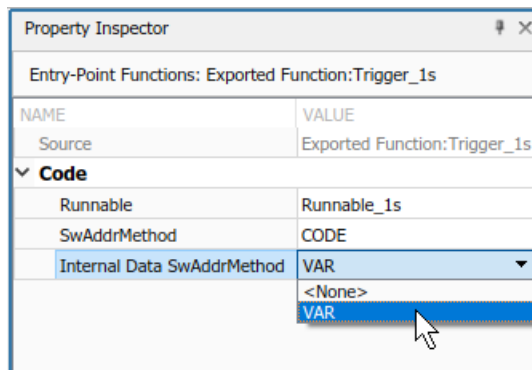 Property Inspector
Entry-Point Functions: Exported Function:Trigger_1s
NAME VALUE
Source Exported Function:Trigger_1s
Code
Runnable Runnable_1s
SwAddrMethod CODE
Internal Data SwAddrMethod VAR
<None>
VAR